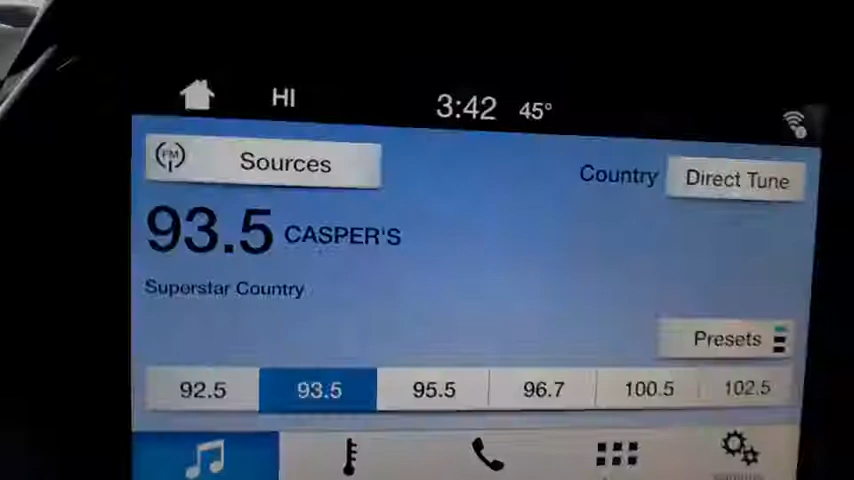 HI 3:42 45°
FM Sources
Country Direct Tune
93.5 CASPER'S
Superstar Country
Presets
92.5 93.5 95.5 96.7 100.5 102.5